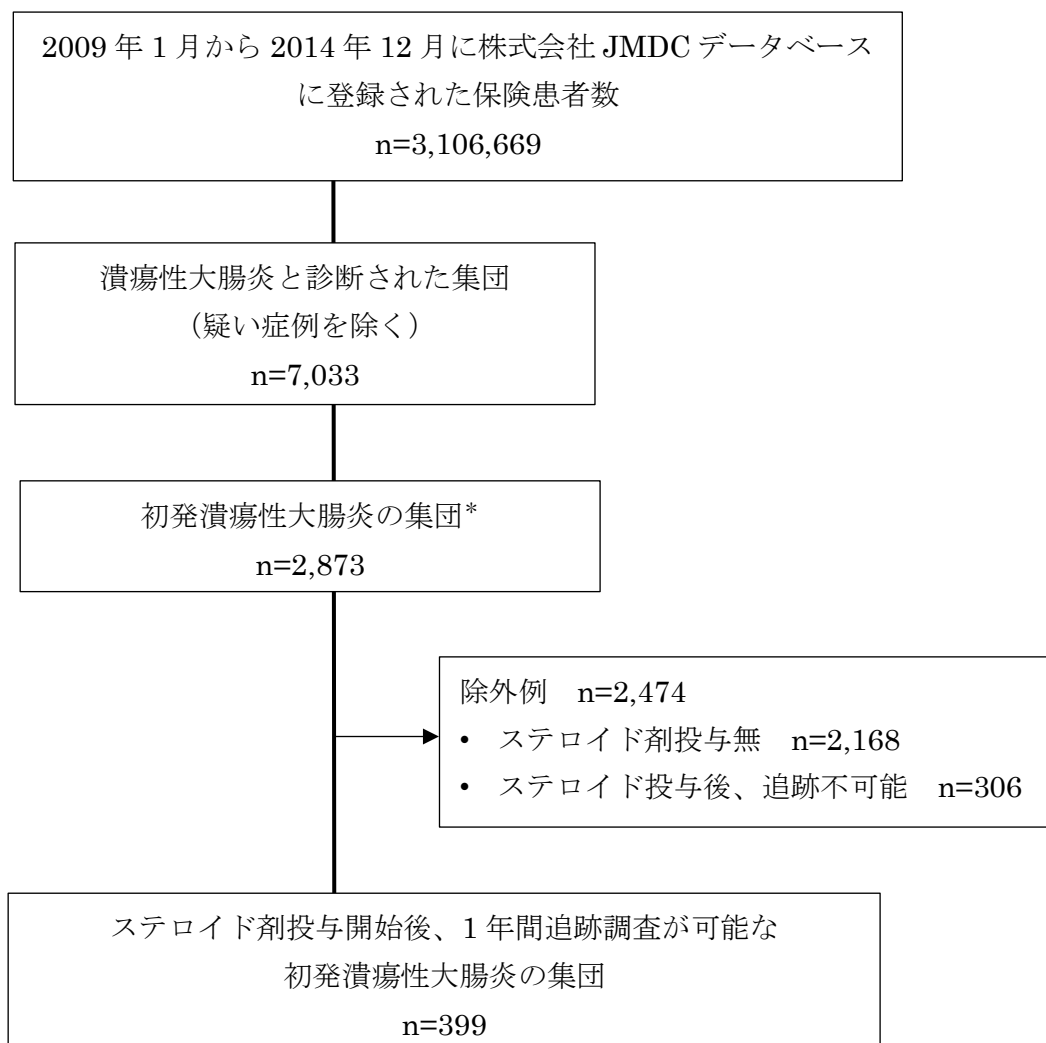 2009 年 1 月から 2014 年 12 月に株式会社 JMDC データベース
に登録された保険患者数
n=3,106,669
潰瘍性大腸炎と診断された集団
（疑い症例を除く）
n=7,033
初発潰瘍性大腸炎の集団*
n=2,873
除外例　n=2,474
• ステロイド剤投与無　n=2,168
• ステロイド投与後、追跡不可能　n=306
ステロイド剤投与開始後、1 年間追跡調査が可能な
初発潰瘍性大腸炎の集団
n=399